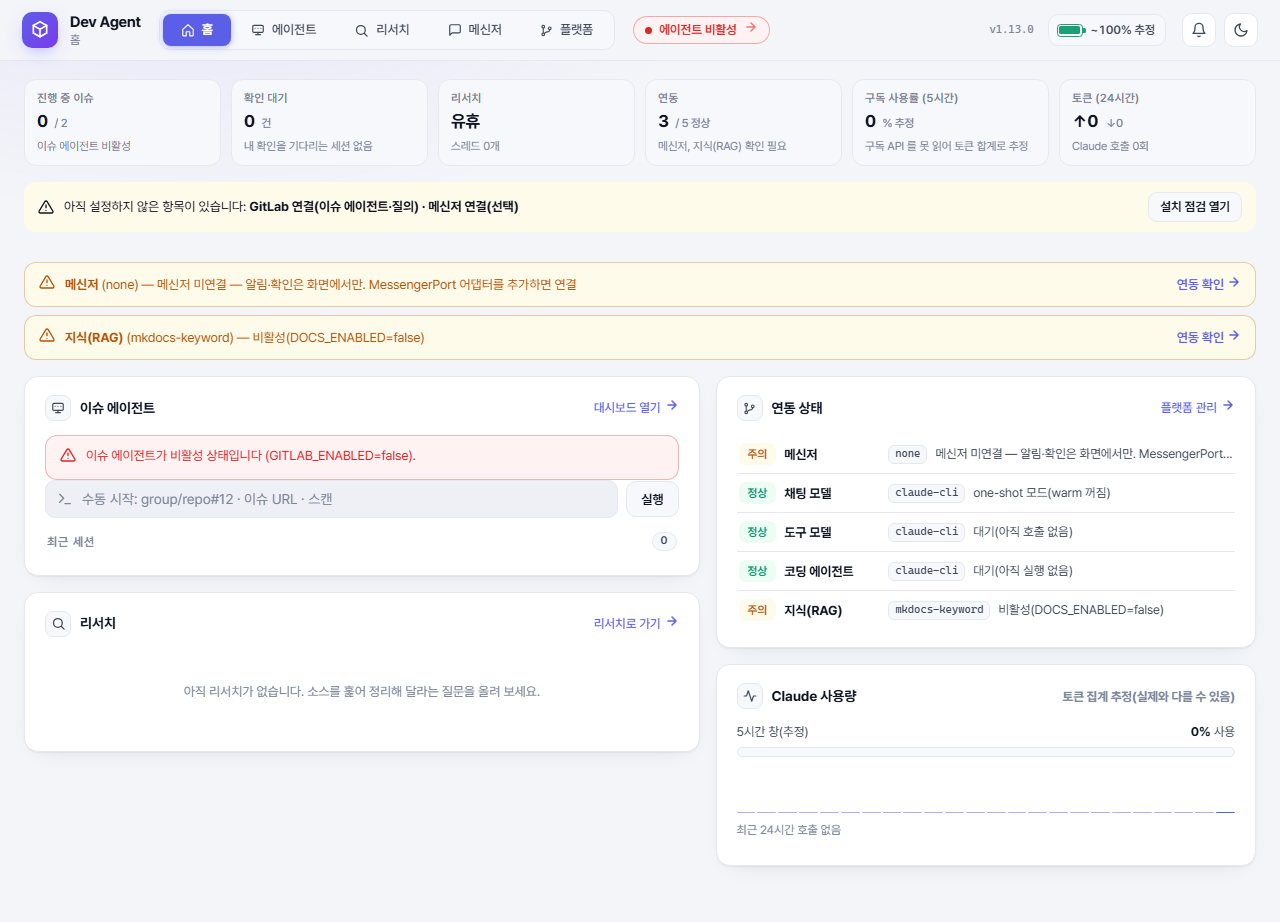 Dev Agent
홈
홈
에이전트
리서치
메신저
플랫폼
에이전트 비활성 →
v1.13.0
~100% 추정
진행 중 이슈
0 / 2
이슈 에이전트 비활성
확인 대기
0 건
내 확인을 기다리는 세션 없음
리서치
유휴
스레드 0개
연동
3 / 5 정상
메신저, 지식(RAG) 확인 필요
구독 사용률 (5시간)
0 % 추정
구독 API 를 못 읽어 토큰 합계로 추정
토큰 (24시간)
↑0 ↓0
Claude 호출 0회
아직 설정하지 않은 항목이 있습니다: GitLab 연결(이슈 에이전트·질의) · 메신저 연결(선택)
설치 점검 열기
메신저 (none) — 메신저 미연결 — 알림·확인은 화면에서만. MessengerPort 어댑터를 추가하면 연결
연동 확인 →
지식(RAG) (mkdocs-keyword) — 비활성(DOCS_ENABLED=false)
연동 확인 →
이슈 에이전트
대시보드 열기 →
이슈 에이전트가 비활성 상태입니다 (GITLAB_ENABLED=false).
수동 시작: group/repo#12 · 이슈 URL · 스캔
실행
최근 세션
0
리서치
리서치로 가기 →
아직 리서치가 없습니다. 소스를 훑어 정리해 달라는 질문을 올려 보세요.
연동 상태
플랫폼 관리 →
주의 메신저 none 메신저 미연결 — 알림·확인은 화면에서만. MessengerPort...
정상 채팅 모델 claude-cli one-shot 모드(warm 꺼짐)
정상 도구 모델 claude-cli 대기(아직 호출 없음)
정상 코딩 에이전트 claude-cli 대기(아직 실행 없음)
주의 지식(RAG) mkdocs-keyword 비활성(DOCS_ENABLED=false)
Claude 사용량
토큰 집계 추정(실제와 다를 수 있음)
5시간 창(추정)
0% 사용
최근 24시간 호출 없음